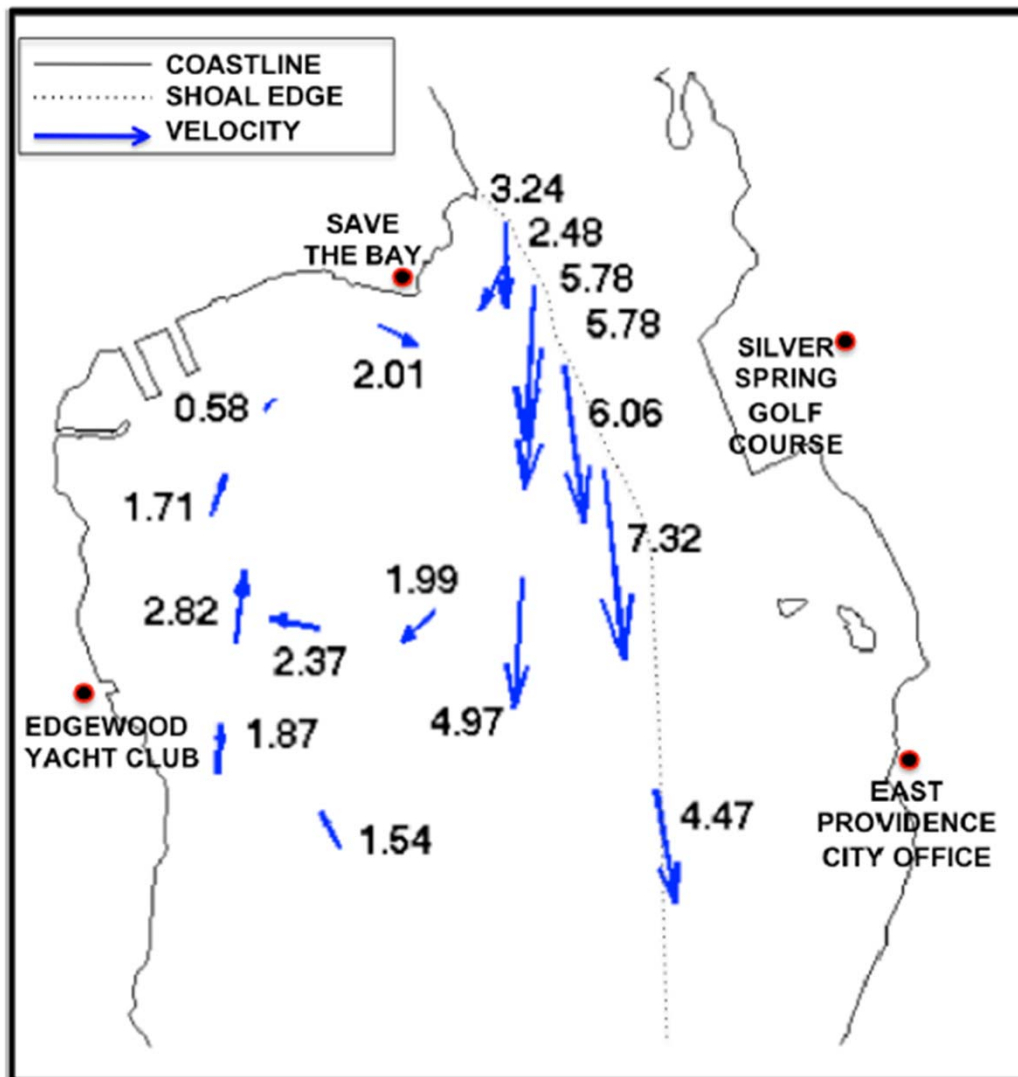 COASTLINE
SHOAL EDGE
VELOCITY
3.24
SAVE
THE BAY
2.48
5.78
5.78
2.01
SILVER
SPRING
GOLF
COURSE
0.58
6.06
1.71
7.32
1.99
2.82
2.37
4.97
EDGEWOOD
YACHT CLUB
1.87
EAST
PROVIDENCE
CITY OFFICE
4.47
1.54